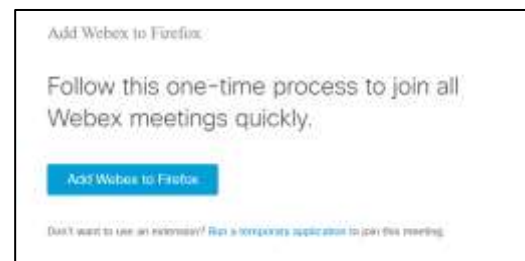 Add Webex to Firefox
Follow this one-time process to join all
Webex meetings quickly.
Add Webex to Firefox
Don't want to use an extension? Run a temporary application to join this meeting.